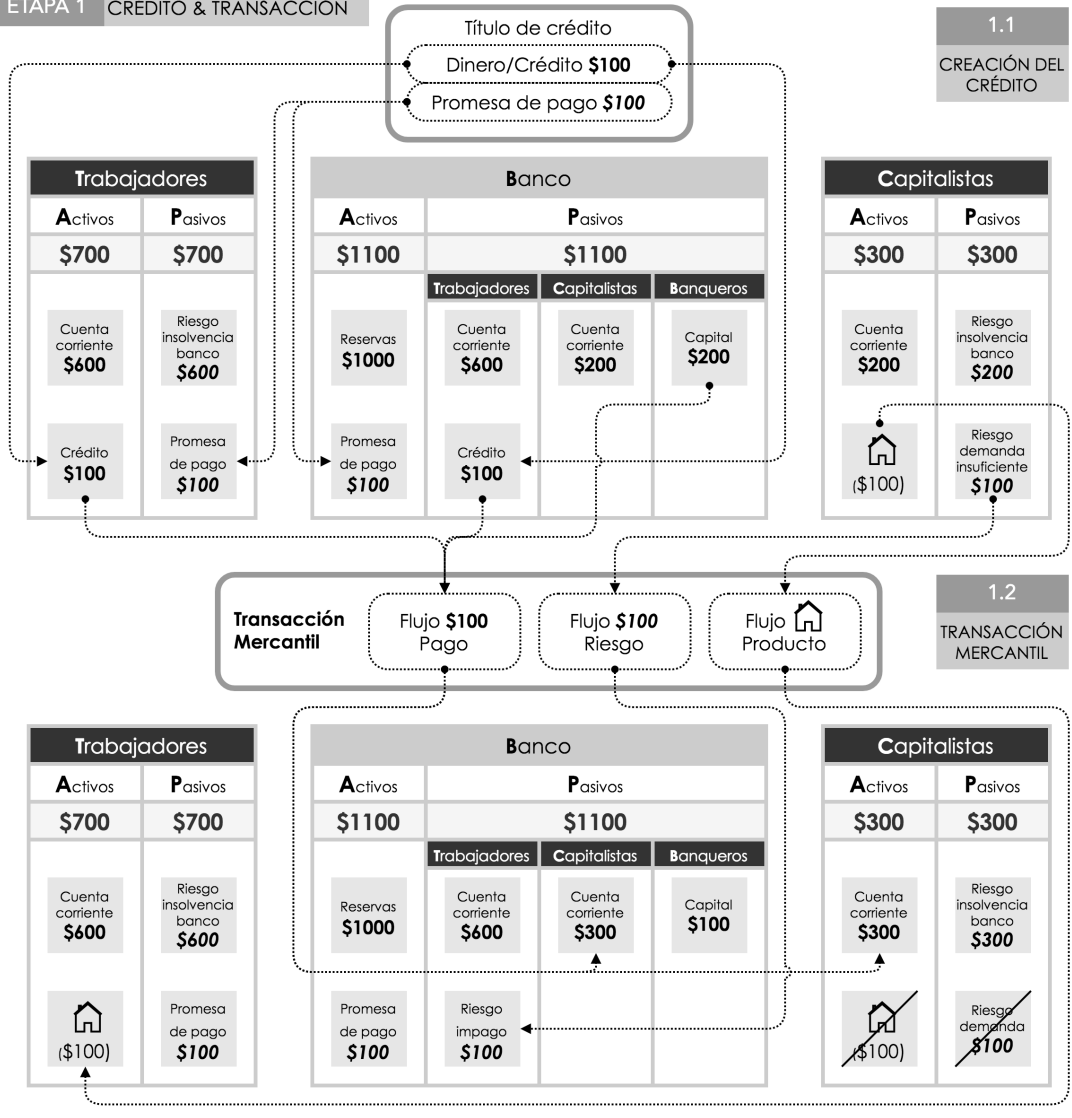 ETAPA 1 CRÉDITO & TRANSACCIÓN
Título de crédito
Dinero/Crédito $100
Promesa de pago $100
1.1
CREACIÓN DEL
CRÉDITO
Trabajadores
Activos Pasivos
$700 $700
Cuenta
corriente
$600
Riesgo
insolvencia
banco
$600
Crédito
$100
Promesa
de pago
$100
Banco
Activos Pasivos
$1100 $1100
Trabajadores Capitalistas Banqueros
Reservas
$1000
Cuenta
corriente
$600
Cuenta
corriente
$200
Capital
$200
Promesa
de pago
$100
Crédito
$100
Capitalistas
Activos Pasivos
$300 $300
Cuenta
corriente
$200
Riesgo
insolvencia
banco
$200
($100)
Riesgo
demanda
insuficiente
$100
Transacción
Mercantil
Flujo $100
Pago
Flujo $100
Riesgo
Flujo
Producto
1.2
TRANSACCIÓN
MERCANTIL
Trabajadores
Activos Pasivos
$700 $700
Cuenta
corriente
$600
Riesgo
insolvencia
banco
$600
($100)
Promesa
de pago
$100
Banco
Activos Pasivos
$1100 $1100
Trabajadores Capitalistas Banqueros
Reservas
$1000
Cuenta
corriente
$600
Cuenta
corriente
$300
Capital
$100
Promesa
de pago
$100
Riesgo
impago
$100
Capitalistas
Activos Pasivos
$300 $300
Cuenta
corriente
$300
Riesgo
insolvencia
banco
$300
($100)
Riesgo
demanda
$100